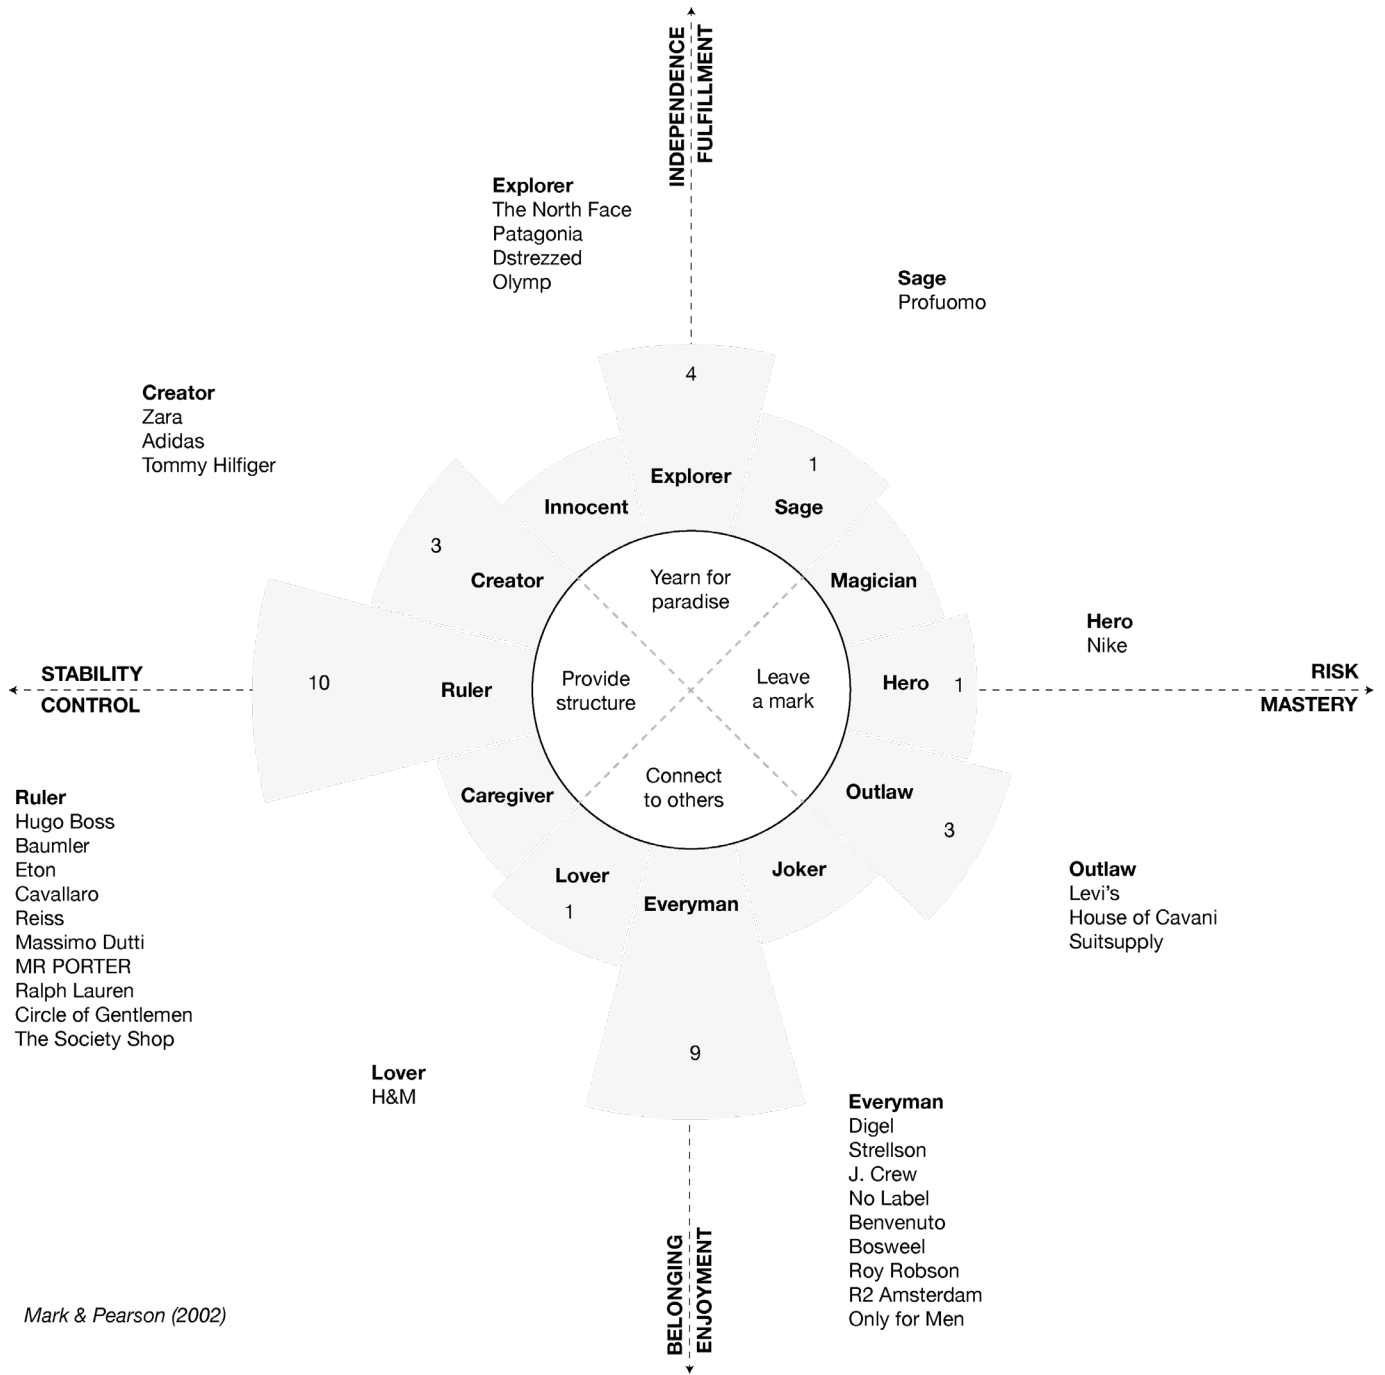 INDEPENDENCE
FULFILLMENT
Explorer
The North Face
Patagonia
Dstrezzed
Olymp
Sage
Profuomo
Creator
Zara
Adidas
Tommy Hilfiger
4
Explorer
1
Sage
Innocent
3
Creator
Magician
Yearn for
paradise
Hero
Nike
STABILITY
CONTROL
10
Ruler
Provide
structure
Leave
a mark
Hero
1
RISK
MASTERY
Connect
to others
Caregiver
Outlaw
3
Ruler
Hugo Boss
Baumler
Eton
Cavallaro
Reiss
Massimo Dutti
MR PORTER
Ralph Lauren
Circle of Gentlemen
The Society Shop
Lover
1
Everyman
Joker
Outlaw
Levi's
House of Cavani
Suitsupply
9
Lover
H&M
Everyman
Digel
Strellson
J. Crew
No Label
Benvenuto
Bosweel
Roy Robson
R2 Amsterdam
Only for Men
BELONGING
ENJOYMENT
Mark & Pearson (2002)